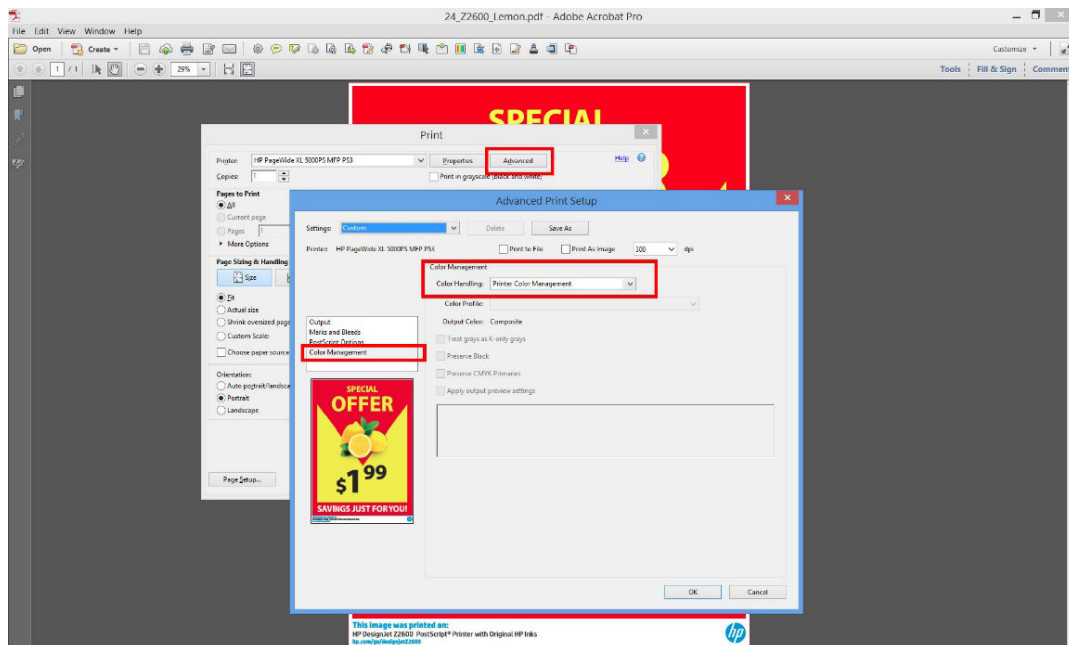 24_Z2600_Lemon.pdf - Adobe Acrobat Pro
File Edit View Window Help
Open Create Customize
1 / 1 29% Tools Fill & Sign Comment
SPECIAL
Print
Printer: HP PageWide XL 5000PS MFP PS3 Properties Advanced Help
Copies: 1 Print in grayscale (black and white)
Pages to Print
All
Current page
Pages 1
More Options
Page Sizing & Handling
Size
Fit
Actual size
Shrink oversized page
Custom Scale:
Choose paper source
Orientation:
Auto portrait/landsca
Portrait
Landscape
Page Setup...
Advanced Print Setup
Settings: Custom Delete Save As
Printer: HP PageWide XL 5000PS MFP PS3 Print to File Print As Image 300 dpi
Color Management
Color Handling: Printer Color Management
Color Profile:
Output Color: Composite
Treat grays as K-only grays
Preserve Black
Preserve CMYK Primaries
Apply output preview settings
Output
Marks and Bleeds
PostScript Options
Color Management
SPECIAL
OFFER
$1 99
SAVINGS JUST FOR YOU!
OK Cancel
This image was printed on:
HP DesignJet Z2600 PostScript® Printer with Original HP Inks
hp.com/go/designjetZ2600
hp